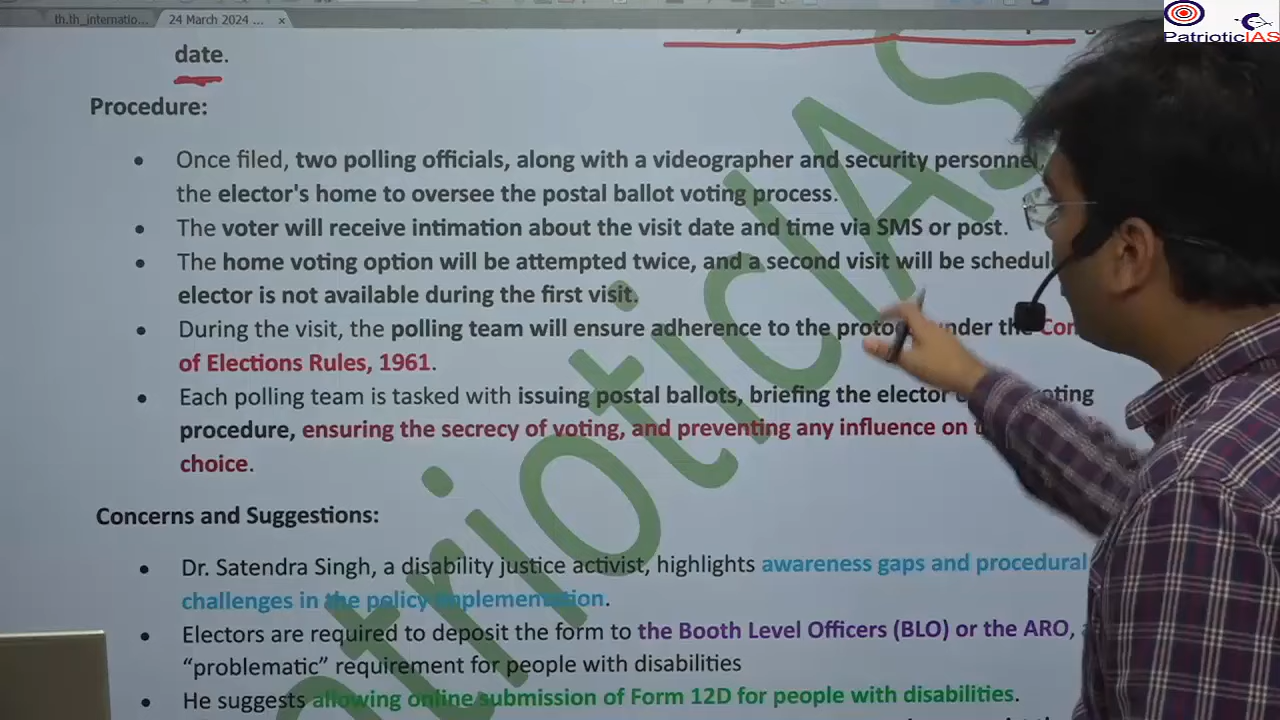 th.th_internatio...
24 March 2024 ...
PatrioticIAS
date.
Procedure:
Once filed, two polling officials, along with a videographer and security personnel,
the elector's home to oversee the postal ballot voting process.
The voter will receive intimation about the visit date and time via SMS or post.
The home voting option will be attempted twice, and a second visit will be
elector is not available during the first visit.
During the visit, the polling team will ensure adherence to the under the
of Elections Rules, 1961.
Each polling team is tasked with issuing postal ballots, briefing the elector
procedure, ensuring the secrecy of voting, and preventing any influence on
choice.
Concerns and Suggestions:
Dr. Satendra Singh, a disability justice activist, highlights awareness gaps and procedural
challenges in the policy implementation.
Electors are required to deposit the form to the Booth Level Officers (BLO) or the ARO,
“problematic” requirement for people with disabilities
He suggests allowing online submission of Form 12D for people with disabilities.